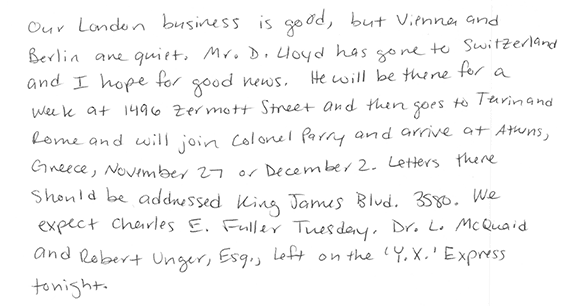 Our London business is good, but Vienna and
Berlin are quiet. Mr. D. Lloyd has gone to Switzerland
and I hope for good news. He will be there for a
week at 1496 Zermott Street and then goes to Turin and
Rome and will join Colonel Parry and arrive at Athens,
Greece, November 27 or December 2. Letters there
should be addressed King James Blvd. 3580. We
expect Charles E. Fuller Tuesday. Dr. L. McQuaid
and Robert Unger, Esq., left on the 'Y.X.' Express
tonight.